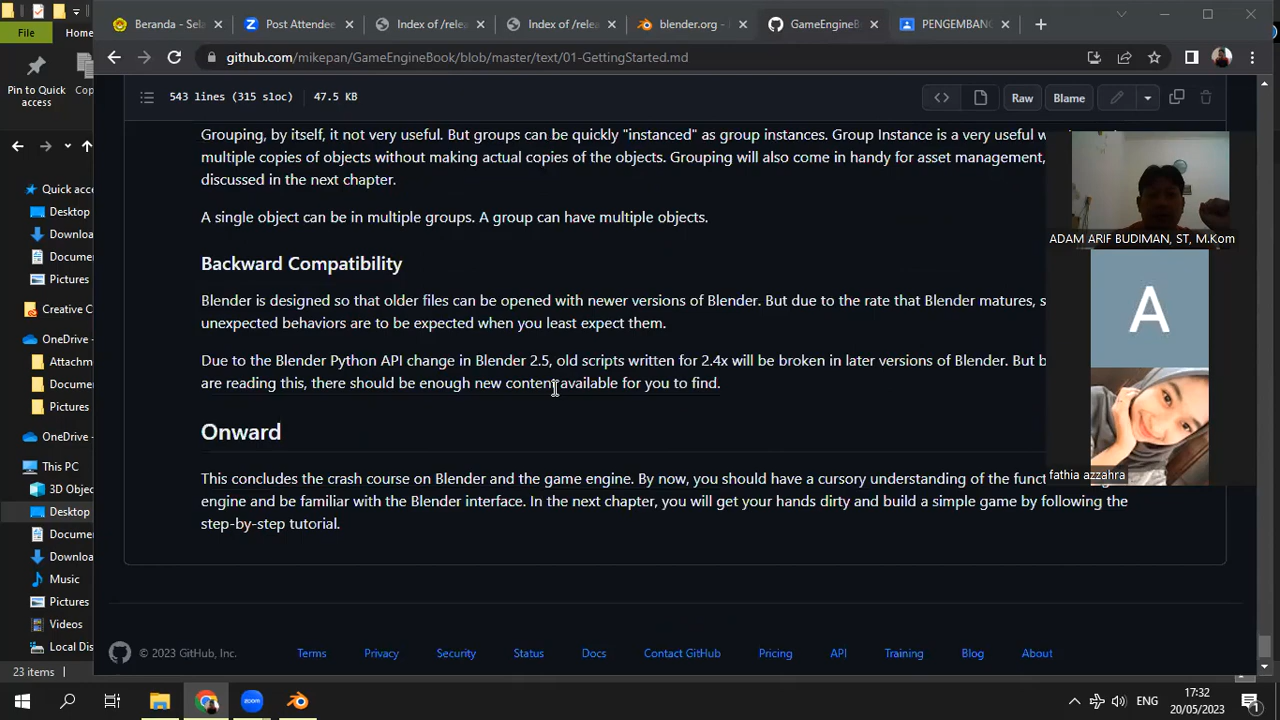 Beranda - Sela
Post Attendee
Index of /relea
Index of /relea
blender.org - H
GameEngineB
PENGEMBANG
File
Home
github.com/mikepan/GameEngineBook/blob/master/text/01-GettingStarted.md
Pin to Quick
access
543 lines (315 sloc)
47.5 KB
Raw
Blame
Grouping, by itself, it not very useful. But groups can be quickly "instanced" as group instances. Group Instance is a very useful
multiple copies of objects without making actual copies of the objects. Grouping will also come in handy for asset management,
discussed in the next chapter.
A single object can be in multiple groups. A group can have multiple objects.
Backward Compatibility
Blender is designed so that older files can be opened with newer versions of Blender. But due to the rate that Blender matures, s
unexpected behaviors are to be expected when you least expect them.
Due to the Blender Python API change in Blender 2.5, old scripts written for 2.4x will be broken in later versions of Blender. But b
are reading this, there should be enough new content available for you to find.
Onward
This concludes the crash course on Blender and the game engine. By now, you should have a cursory understanding of the funct
engine and be familiar with the Blender interface. In the next chapter, you will get your hands dirty and build a simple game by following the
step-by-step tutorial.
ADAM ARIF BUDIMAN, ST, M.Kom
A
fathia azzahra
Quick acce
Desktop
Downloa
Documen
Pictures
Creative C
OneDrive
Attachm
Documen
Pictures
OneDrive -
This PC
3D Objec
Desktop
Documen
Downloa
Music
Pictures
Videos
Local Dis
23 items
© 2023 GitHub, Inc.
Terms
Privacy
Security
Status
Docs
Contact GitHub
Pricing
API
Training
Blog
About
ENG
17:32
20/05/2023
1